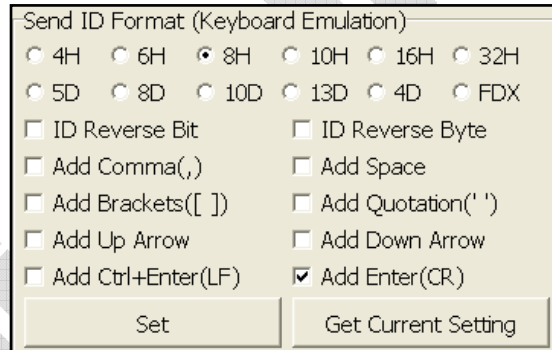 Send ID Format (Keyboard Emulation)
4H 6H 8H 10H 16H 32H
5D 8D 10D 13D 4D FDX
ID Reverse Bit ID Reverse Byte
Add Comma(,) Add Space
Add Brackets([ ]) Add Quotation(' ')
Add Up Arrow Add Down Arrow
Add Ctrl+Enter(LF) Add Enter(CR)
Set Get Current Setting